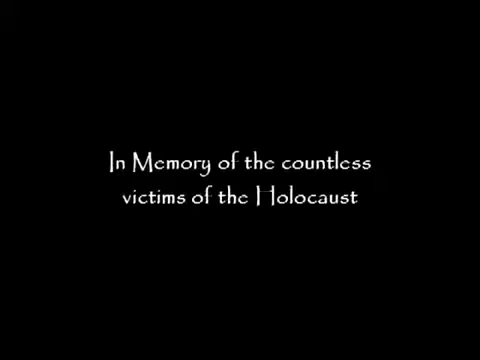 In Memory of the countless
victims of the Holocaust